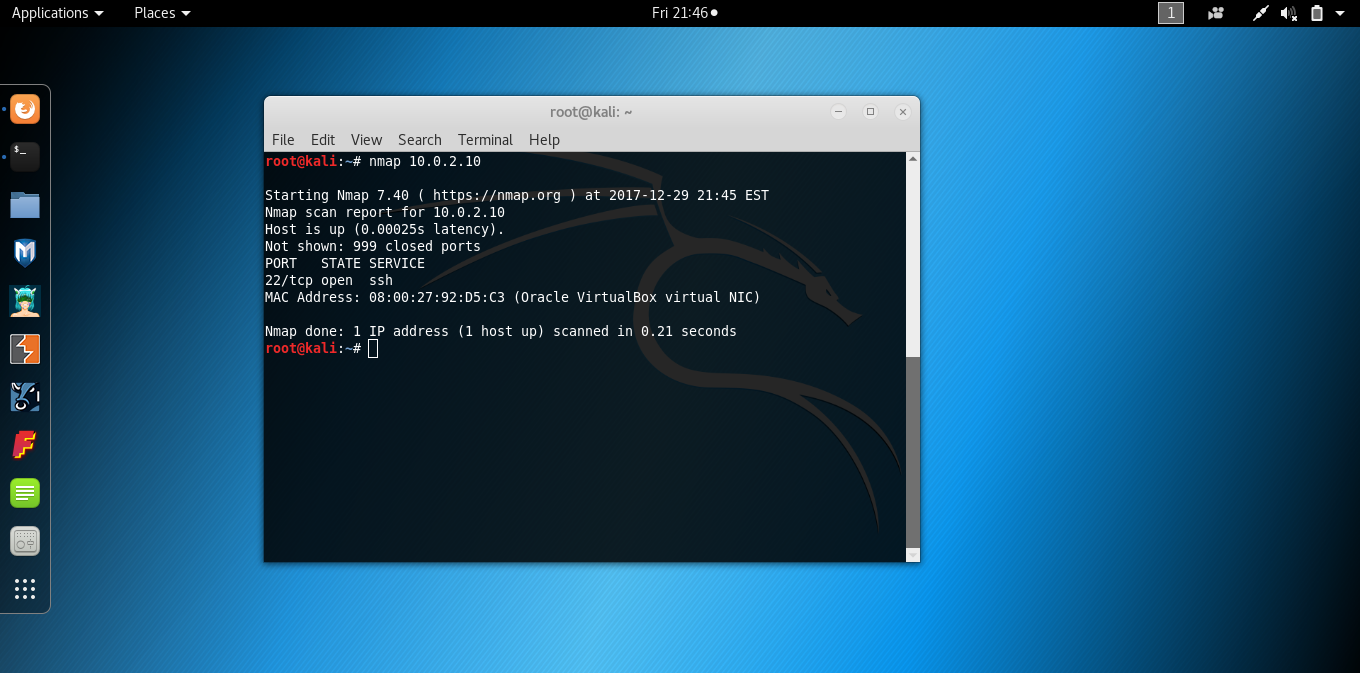 Applications Places Fri 21:46 1
root@kali: ~
File Edit View Search Terminal Help
root@kali:~# nmap 10.0.2.10
Starting Nmap 7.40 ( https://nmap.org ) at 2017-12-29 21:45 EST
Nmap scan report for 10.0.2.10
Host is up (0.00025s latency).
Not shown: 999 closed ports
PORT   STATE SERVICE
22/tcp open  ssh
MAC Address: 08:00:27:92:D5:C3 (Oracle VirtualBox virtual NIC)
Nmap done: 1 IP address (1 host up) scanned in 0.21 seconds
root@kali:~#